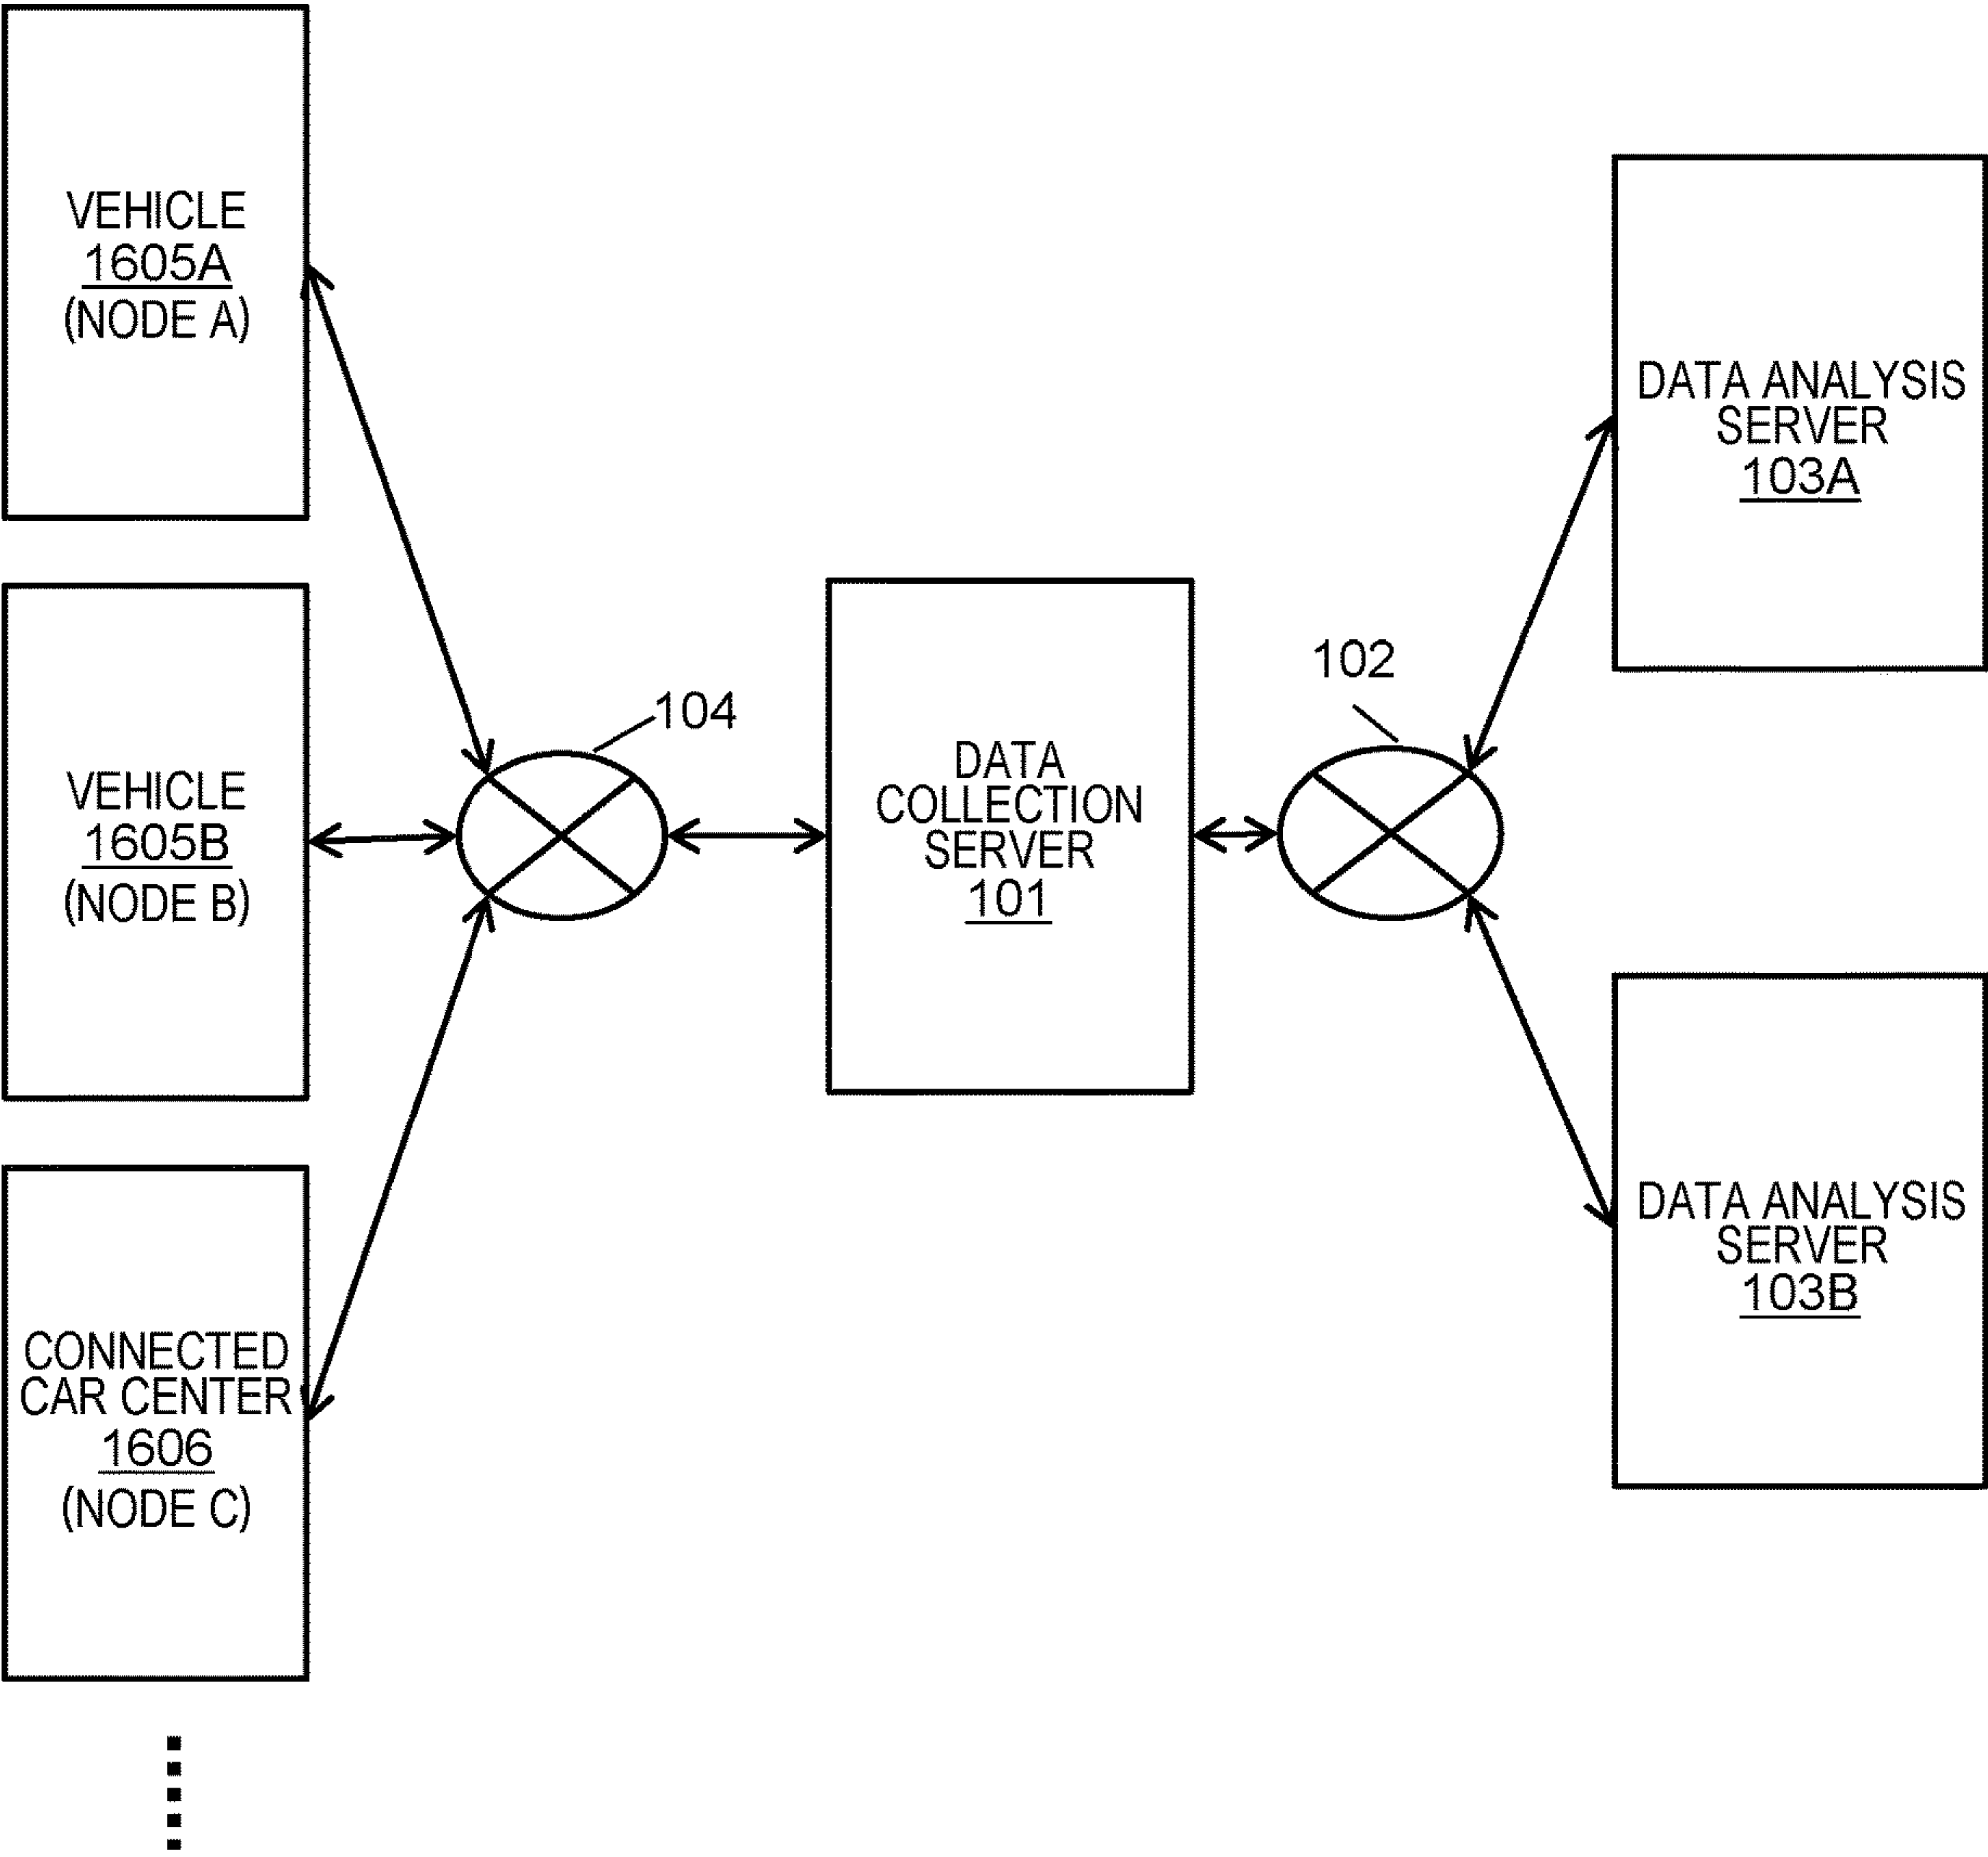 VEHICLE
1605A
(NODE A)
VEHICLE
1605B
(NODE B)
CONNECTED
CAR CENTER
1606
(NODE C)
104
DATA
COLLECTION
SERVER
101
102
DATA ANALYSIS
SERVER
103A
DATA ANALYSIS
SERVER
103B